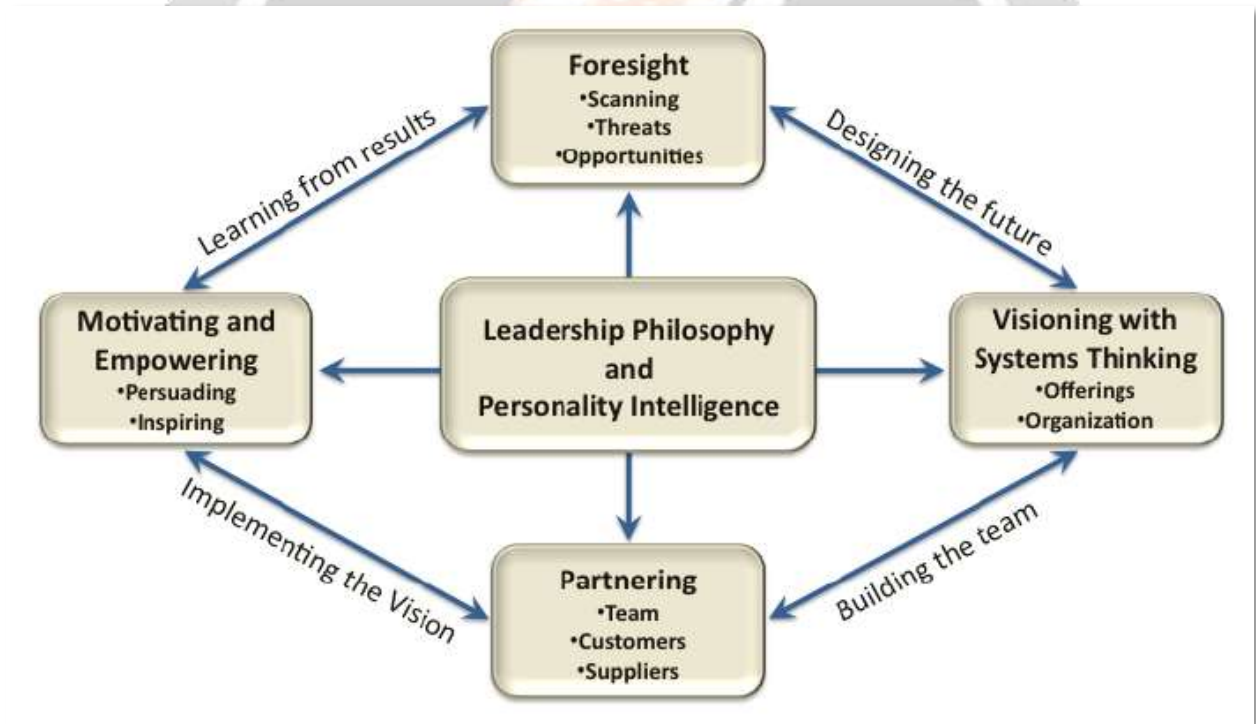 Foresight
•Scanning
•Threats
•Opportunities
Learning from results
Designing the future
Motivating and
Empowering
•Persuading
•Inspiring
Leadership Philosophy
and
Personality Intelligence
Visioning with
Systems Thinking
•Offerings
•Organization
Implementing the Vision
Building the team
Partnering
•Team
•Customers
•Suppliers